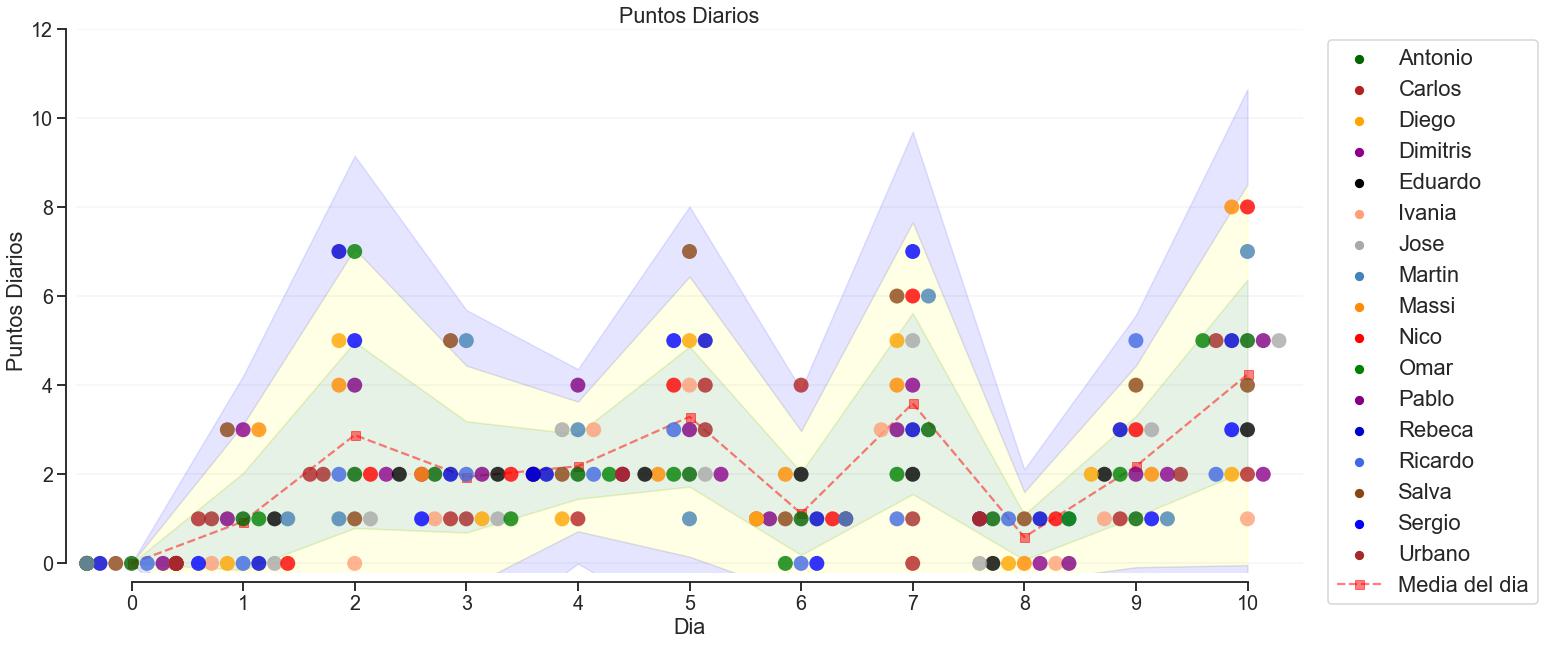 Puntos Diarios
Puntos Diarios
12
10
8
6
4
2
0
0 1 2 3 4 5 6 7 8 9 10
Dia
Antonio
Carlos
Diego
Dimitris
Eduardo
Ivania
Jose
Martin
Massi
Nico
Omar
Pablo
Rebeca
Ricardo
Salva
Sergio
Urbano
Media del dia